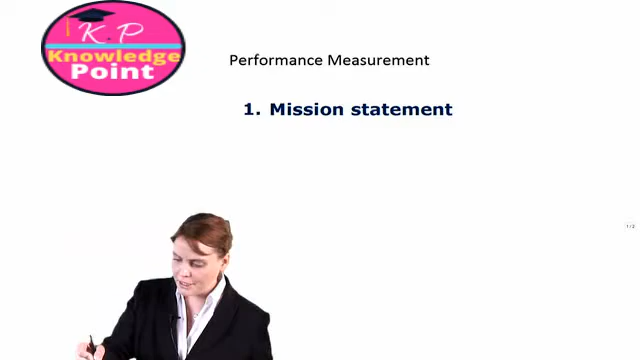 K.P
Knowledge
Point
Performance Measurement
1. Mission statement
1 / 2